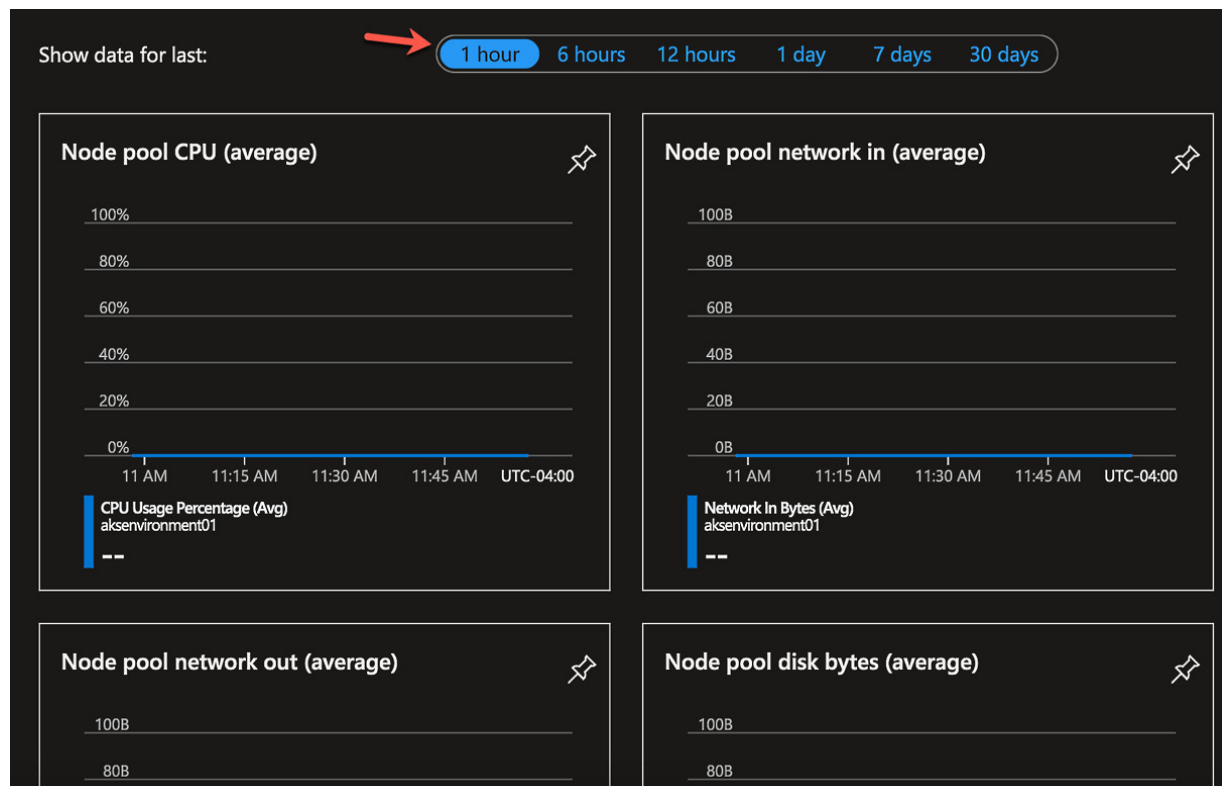 Show data for last:
1 hour 6 hours 12 hours 1 day 7 days 30 days
Node pool CPU (average)
100%
80%
60%
40%
20%
0%
11 AM 11:15 AM 11:30 AM 11:45 AM UTC-04:00
CPU Usage Percentage (Avg)
aksenvironment01
--
Node pool network in (average)
100B
80B
60B
40B
20B
0B
11 AM 11:15 AM 11:30 AM 11:45 AM UTC-04:00
Network In Bytes (Avg)
aksenvironment01
--
Node pool network out (average)
100B
80B
Node pool disk bytes (average)
100B
80B